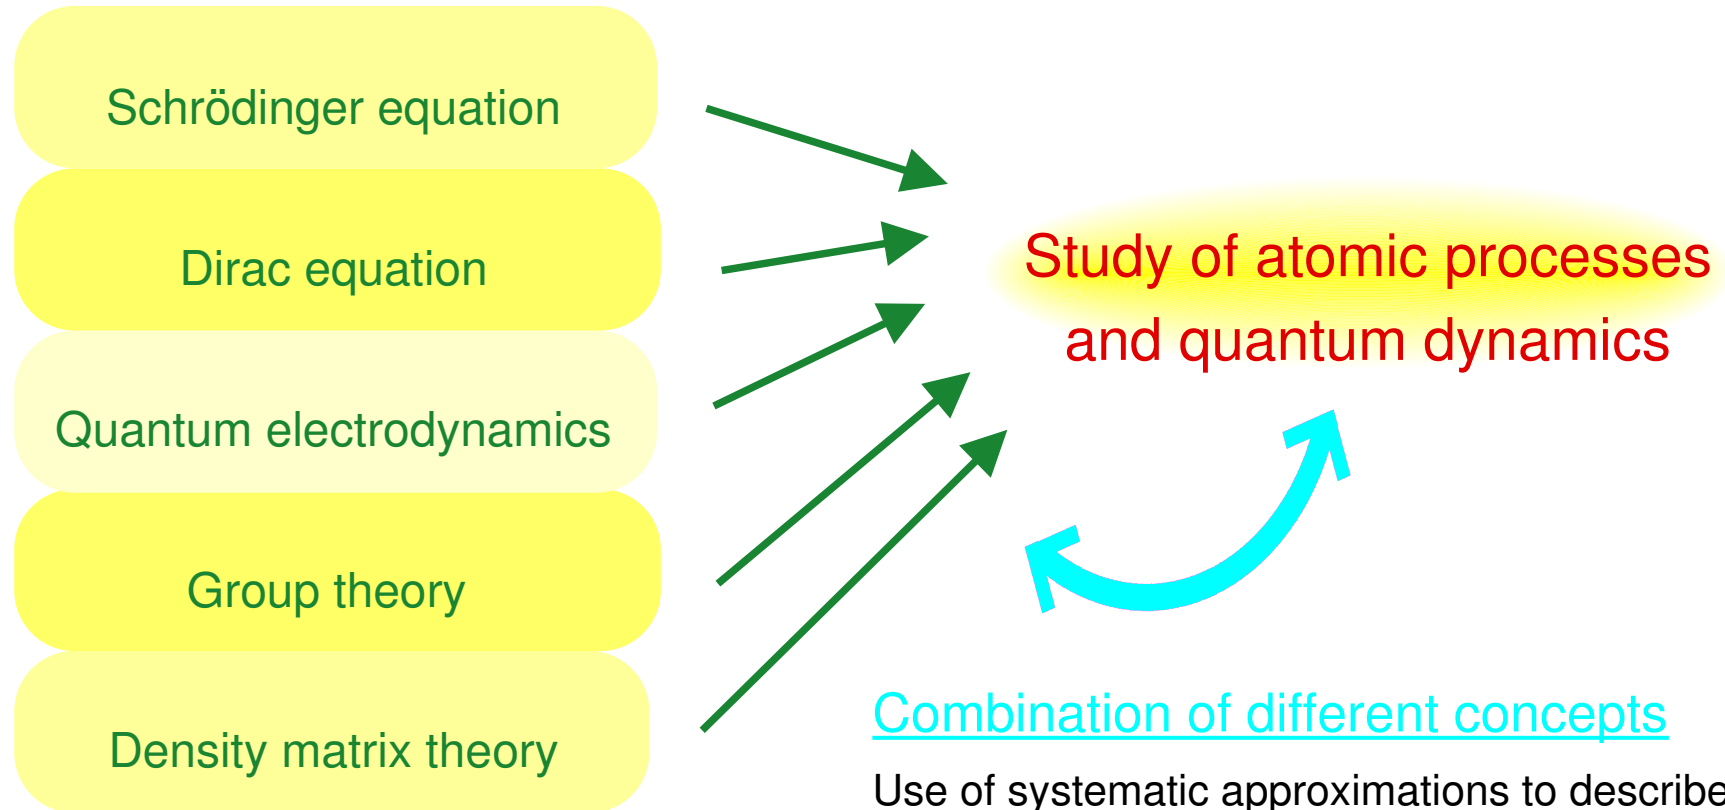 Schrödinger equation
Dirac equation
Quantum electrodynamics
Group theory
Density matrix theory
Study of atomic processes
and quantum dynamics
Combination of different concepts
Use of systematic approximations to describe